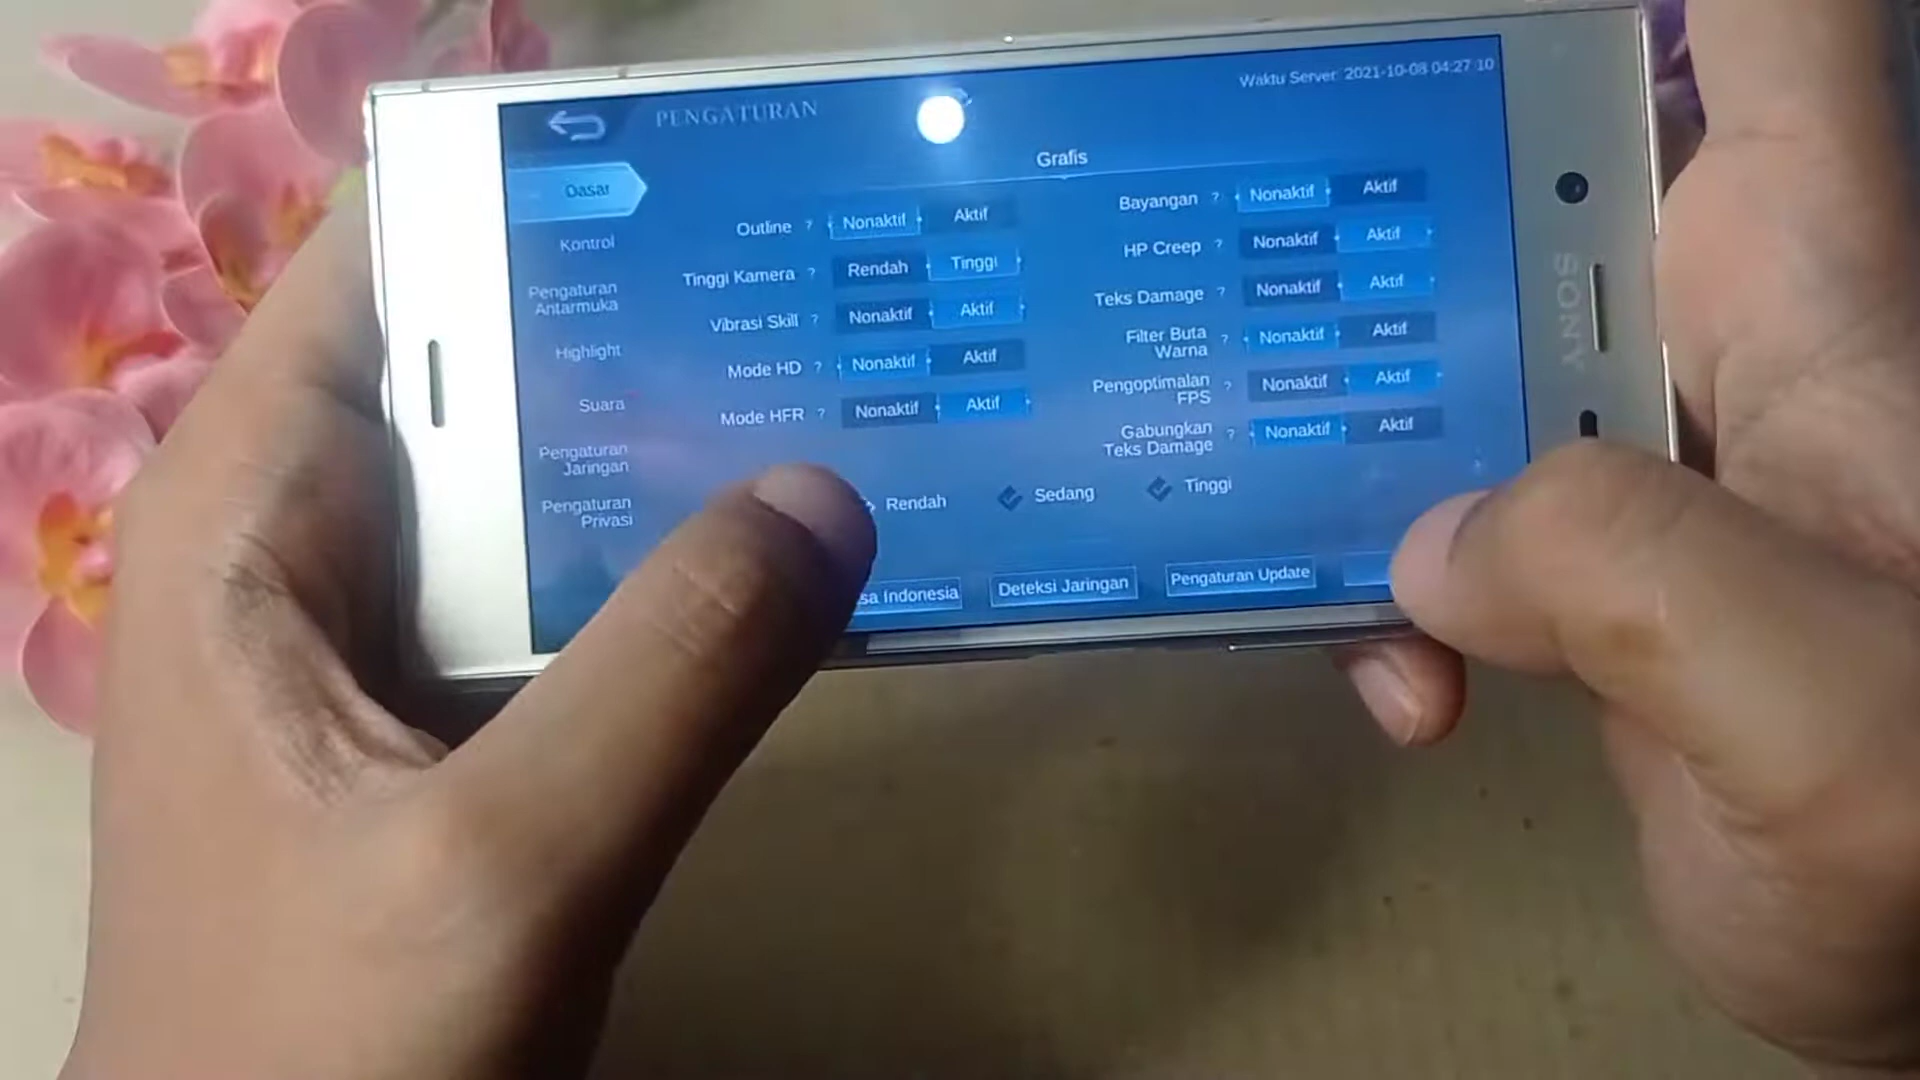 PENGATURAN
Waktu Server: 2021-10-08 04:27:10
Grafis
Dasar
Kontrol
Pengaturan
Antarmuka
Highlight
Suara
Pengaturan
Jaringan
Pengaturan
Privasi
Outline ? Nonaktif Aktif
Tinggi Kamera ? Rendah Tinggi
Vibrasi Skill ? Nonaktif Aktif
Mode HD ? Nonaktif Aktif
Mode HFR ? Nonaktif Aktif
Bayangan ? Nonaktif Aktif
HP Creep ? Nonaktif Aktif
Teks Damage ? Nonaktif Aktif
Filter Buta
Warna ? Nonaktif Aktif
Pengoptimalan
FPS ? Nonaktif Aktif
Gabungkan
Teks Damage ? Nonaktif Aktif
Rendah Sedang Tinggi
sa Indonesia Deteksi Jaringan Pengaturan Update
SONY